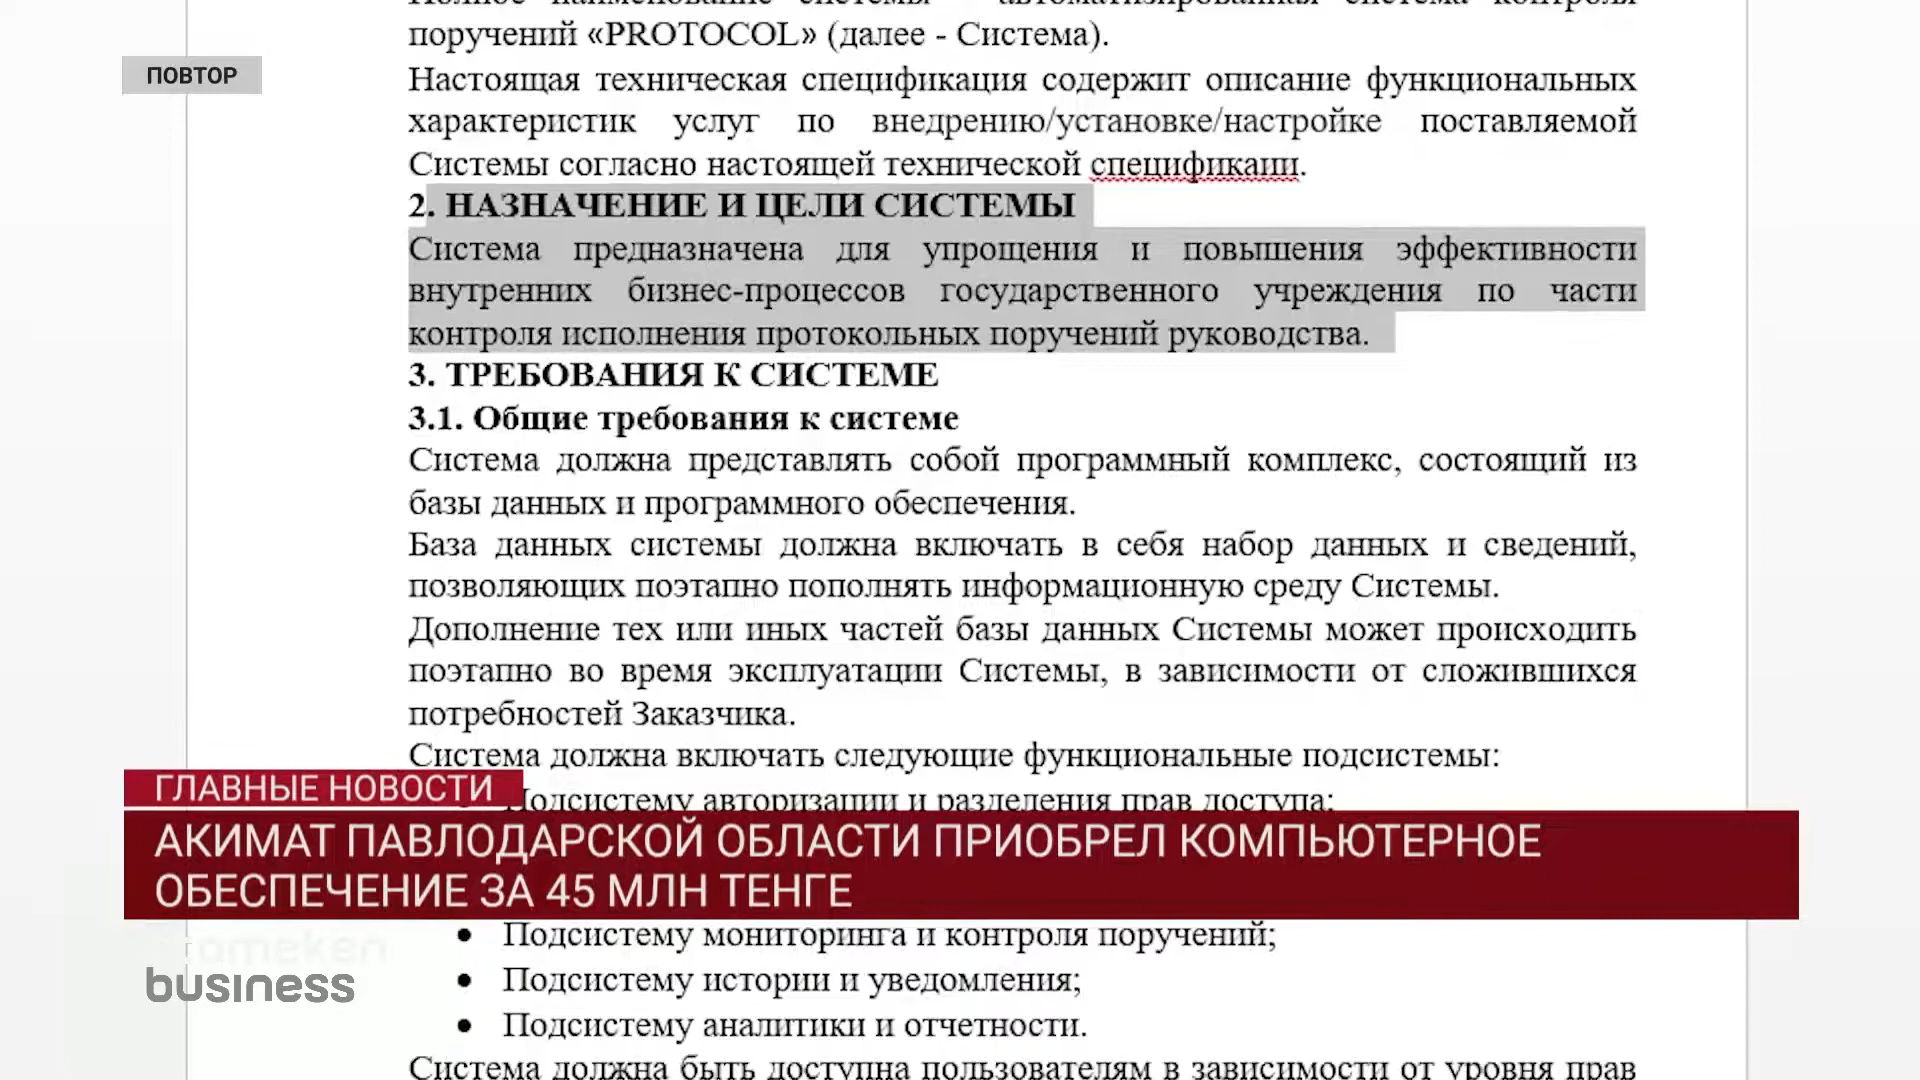 Полное наименование системы - автоматизированная система контроля
поручений «PROTOCOL» (далее - Система).
ПОВТОР
Настоящая техническая спецификация содержит описание функциональных
характеристик услуг по внедрению/установке/настройке поставляемой
Системы согласно настоящей технической спецификаии.
2. НАЗНАЧЕНИЕ И ЦЕЛИ СИСТЕМЫ
Система предназначена для упрощения и повышения эффективности
внутренних бизнес-процессов государственного учреждения по части
контроля исполнения протокольных поручений руководства.
3. ТРЕБОВАНИЯ К СИСТЕМЕ
3.1. Общие требования к системе
Система должна представлять собой программный комплекс, состоящий из
базы данных и программного обеспечения.
База данных системы должна включать в себя набор данных и сведений,
позволяющих поэтапно пополнять информационную среду Системы.
Дополнение тех или иных частей базы данных Системы может происходить
поэтапно во время эксплуатации Системы, в зависимости от сложившихся
потребностей Заказчика.
Система должна включать следующие функциональные подсистемы:
ГЛАВНЫЕ НОВОСТИ
Подсистему авторизации и разделения прав доступа;
АКИМАТ ПАВЛОДАРСКОЙ ОБЛАСТИ ПРИОБРЕЛ КОМПЬЮТЕРНОЕ
ОБЕСПЕЧЕНИЕ ЗА 45 МЛН ТЕНГЕ
• Подсистему мониторинга и контроля поручений;
business
• Подсистему истории и уведомления;
• Подсистему аналитики и отчетности.
Система должна быть доступна пользователям в зависимости от уровня прав